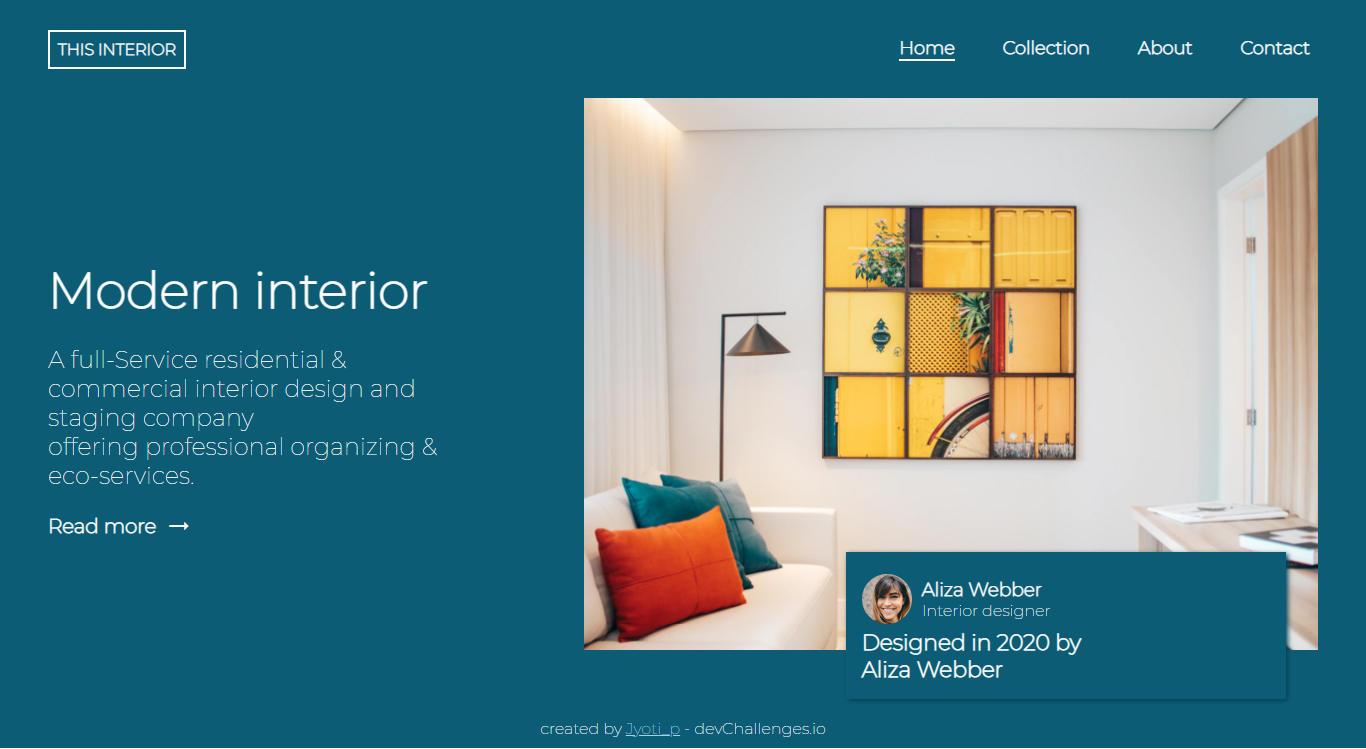 THIS INTERIOR
Home Collection About Contact
Modern interior
A full-Service residential &
commercial interior design and
staging company
offering professional organizing &
eco-services.
Read more →
Aliza Webber
Interior designer
Designed in 2020 by
Aliza Webber
created by Jyoti_p - devChallenges.io